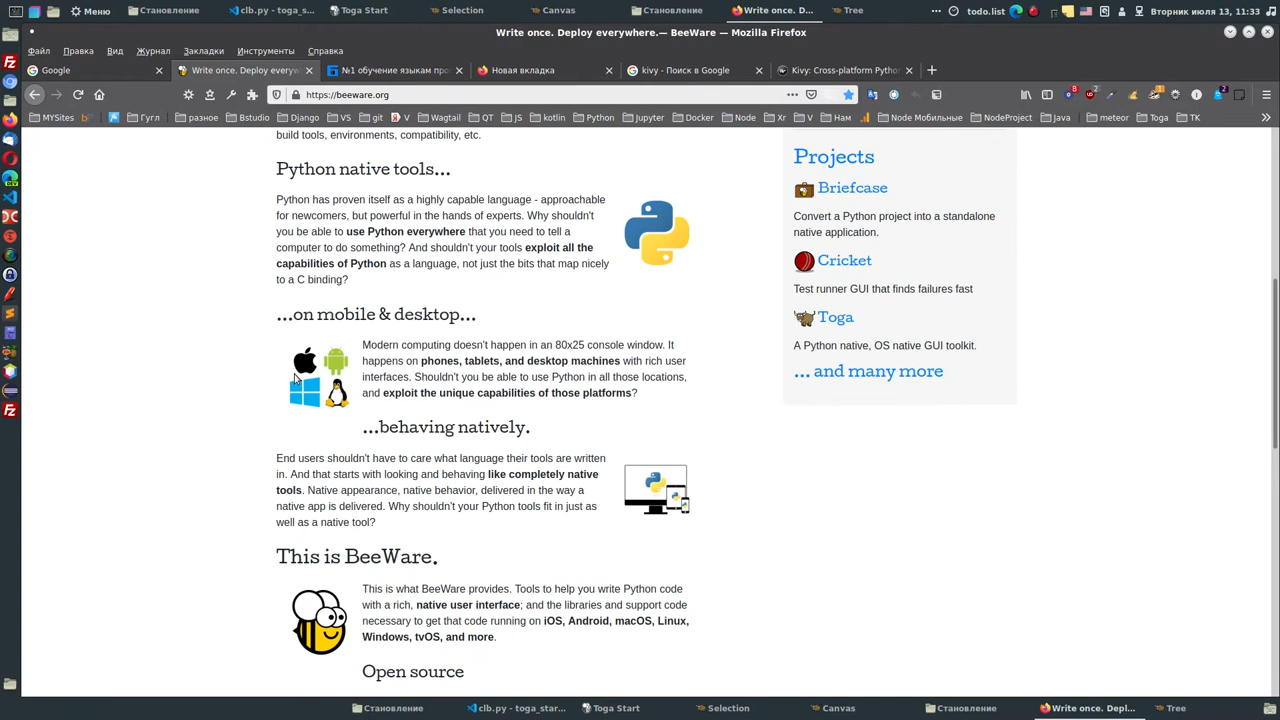 Меню
Становление
clb.py — toga_s...
Toga Start
Selection
Canvas
Становление
Write once. D...
Tree
todo.list
Вторник июля 13, 11:33
Write once. Deploy everywhere.— BeeWare — Mozilla Firefox
Файл Правка Вид Журнал Закладки Инструменты Справка
Google
Write once. Deploy everyw
№1 обучение языкам про
Новая вкладка
kivy - Поиск в Google
Kivy: Cross-platform Python
https://beeware.org
MYSites
Гугл
разное
Bstudio
Django
VS
git
V
Wagtail
QT
JS
kotlin
Python
Jupyter
Docker
Node
Xr
V
Нам
Node Мобильные
NodeProject
Java
meteor
Toga
TK
build tools, environments, compatibility, etc.
Python native tools...
Python has proven itself as a highly capable language - approachable
for newcomers, but powerful in the hands of experts. Why shouldn't
you be able to use Python everywhere that you need to tell a
computer to do something? And shouldn't your tools exploit all the
capabilities of Python as a language, not just the bits that map nicely
to a C binding?
...on mobile & desktop...
Modern computing doesn't happen in an 80x25 console window. It
happens on phones, tablets, and desktop machines with rich user
interfaces. Shouldn't you be able to use Python in all those locations,
and exploit the unique capabilities of those platforms?
...behaving natively.
End users shouldn't have to care what language their tools are written
in. And that starts with looking and behaving like completely native
tools. Native appearance, native behavior, delivered in the way a
native app is delivered. Why shouldn't your Python tools fit in just as
well as a native tool?
This is BeeWare.
This is what BeeWare provides. Tools to help you write Python code
with a rich, native user interface; and the libraries and support code
necessary to get that code running on iOS, Android, macOS, Linux,
Windows, tvOS, and more.
Open source
Projects
Briefcase
Convert a Python project into a standalone
native application.
Cricket
Test runner GUI that finds failures fast
Toga
A Python native, OS native GUI toolkit.
... and many more
Становление
clb.py - toga_star...
Toga Start
Selection
Canvas
Становление
Write once. Depl...
Tree